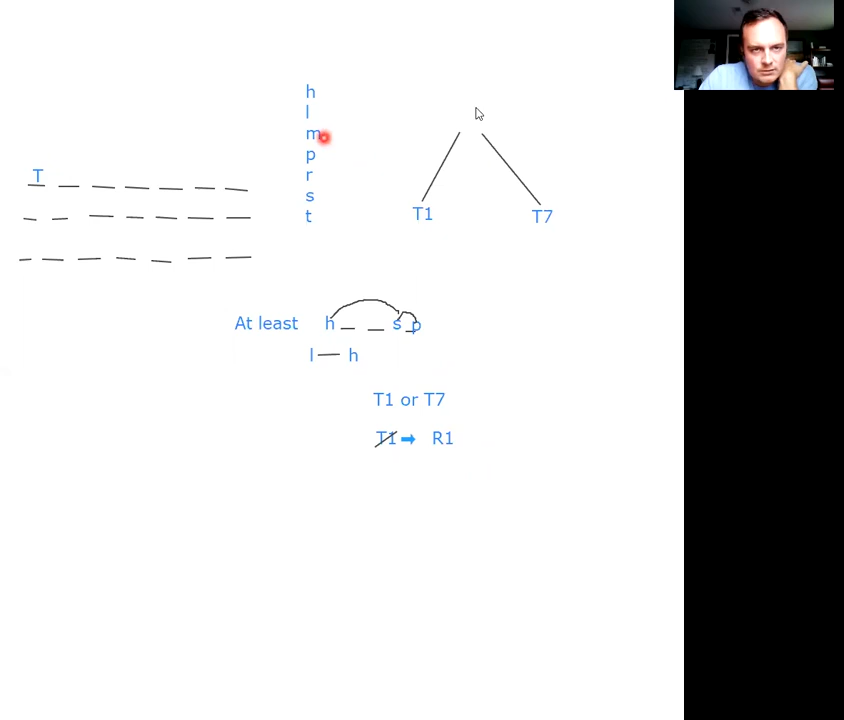 h
l
m
p
r
s
t
T
T1 T7
At least h _ _ s p
l — h
T1 or T7
T1 ➡ R1